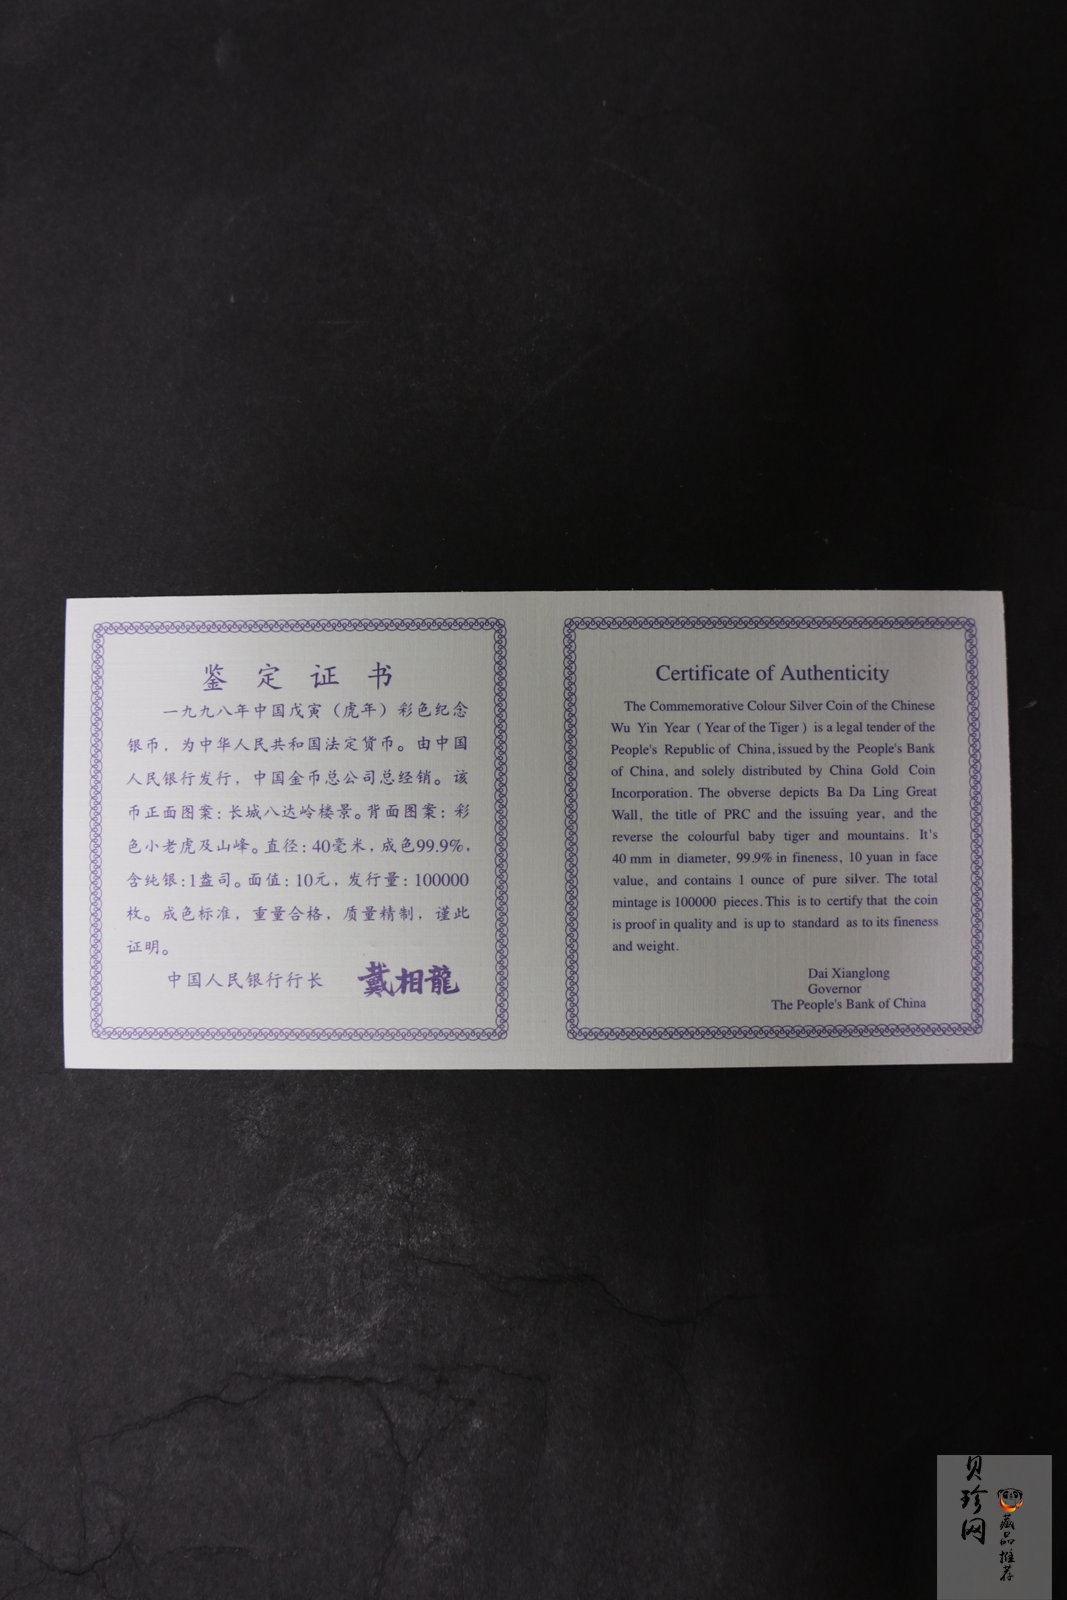 鉴定证书
一九九八年中国戊寅（虎年）彩色纪念
银币，为中华人民共和国法定货币。由中国
人民银行发行，中国金币总公司总经销。该
币正面图案：长城八达岭楼景。背面图案：彩
色小老虎及山峰。直径：40毫米，成色99.9%，
含纯银：1盎司。面值：10元，发行量：100000
枚。成色标准，重量合格，质量精制，谨此
证明。
中国人民银行行长 戴相龍
Certificate of Authenticity
The Commemorative Colour Silver Coin of the Chinese
Wu Yin Year ( Year of the Tiger ) is a legal tender of the
People's Republic of China, issued by the People's Bank
of China, and solely distributed by China Gold Coin
Incorporation. The obverse depicts Ba Da Ling Great
Wall, the title of PRC and the issuing year, and the
reverse the colourful baby tiger and mountains. It's
40 mm in diameter, 99.9% in fineness, 10 yuan in face
value, and contains 1 ounce of pure silver. The total
mintage is 100000 pieces. This is to certify that the coin
is proof in quality and is up to standard as to its fineness
and weight.
Dai Xianglong
Governor
The People's Bank of China
贝珍网
藏品推荐